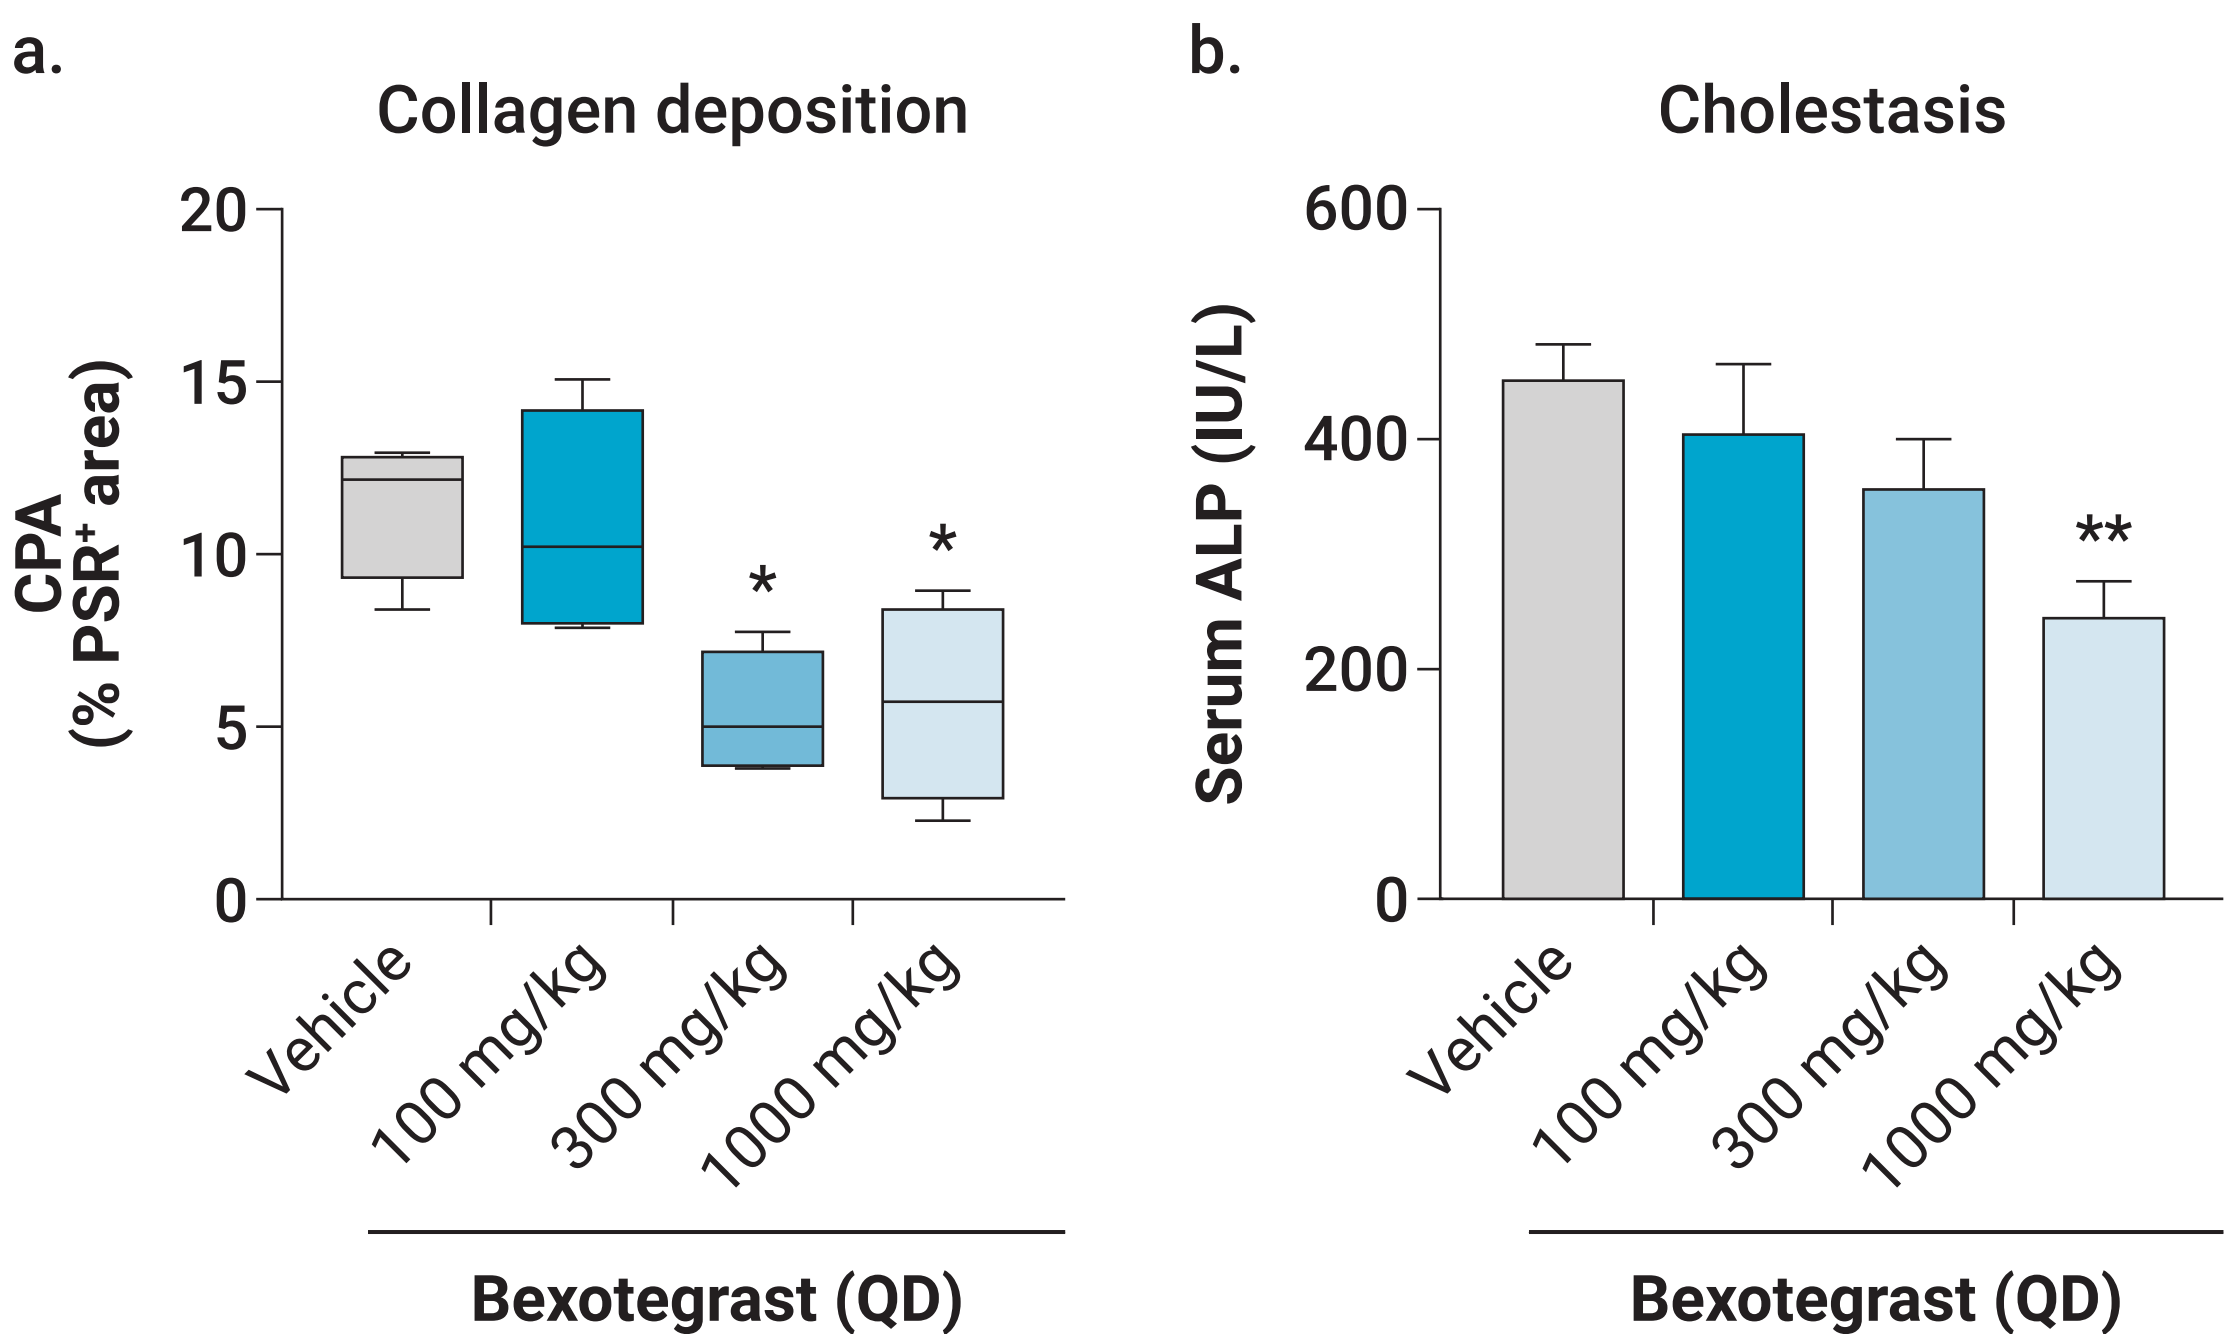 a.
Collagen deposition
CPA
(% PSR⁺ area)
20
15
10
5
0
*
*
Vehicle
100 mg/kg
300 mg/kg
1000 mg/kg
Bexotegrast (QD)
b.
Cholestasis
Serum ALP (IU/L)
600
400
200
0
**
Vehicle
100 mg/kg
300 mg/kg
1000 mg/kg
Bexotegrast (QD)